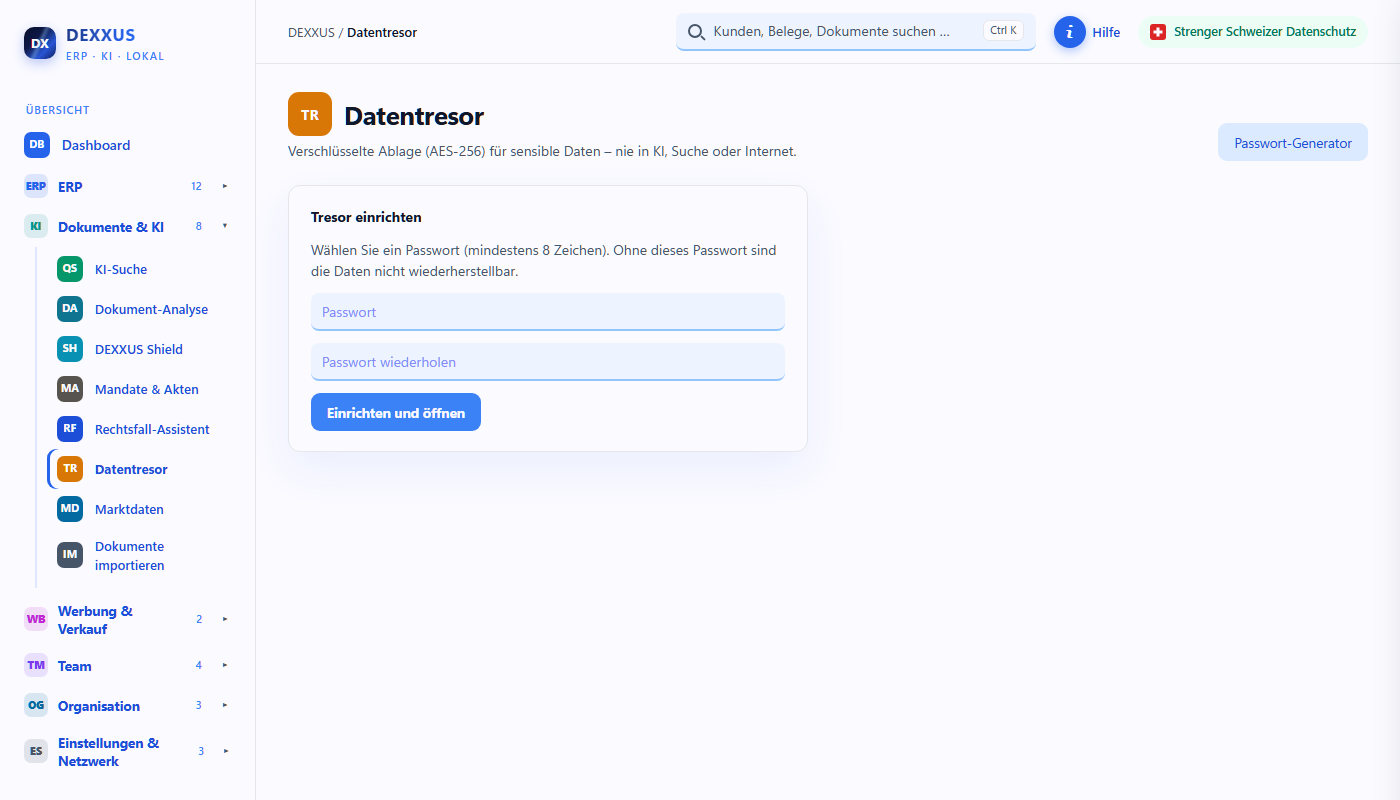 DX
DEXXUS
ERP · KI · LOKAL
ÜBERSICHT
DB Dashboard
ERP ERP 12
KI Dokumente & KI 8
QS KI-Suche
DA Dokument-Analyse
SH DEXXUS Shield
MA Mandate & Akten
RF Rechtsfall-Assistent
TR Datentresor
MD Marktdaten
IM Dokumente
importieren
WB Werbung &
Verkauf 2
TM Team 4
OG Organisation 3
ES Einstellungen &
Netzwerk 3
DEXXUS / Datentresor
Kunden, Belege, Dokumente suchen ... Ctrl K
i Hilfe
Strenger Schweizer Datenschutz
TR Datentresor
Verschlüsselte Ablage (AES-256) für sensible Daten – nie in KI, Suche oder Internet.
Passwort-Generator
Tresor einrichten
Wählen Sie ein Passwort (mindestens 8 Zeichen). Ohne dieses Passwort sind
die Daten nicht wiederherstellbar.
Passwort
Passwort wiederholen
Einrichten und öffnen